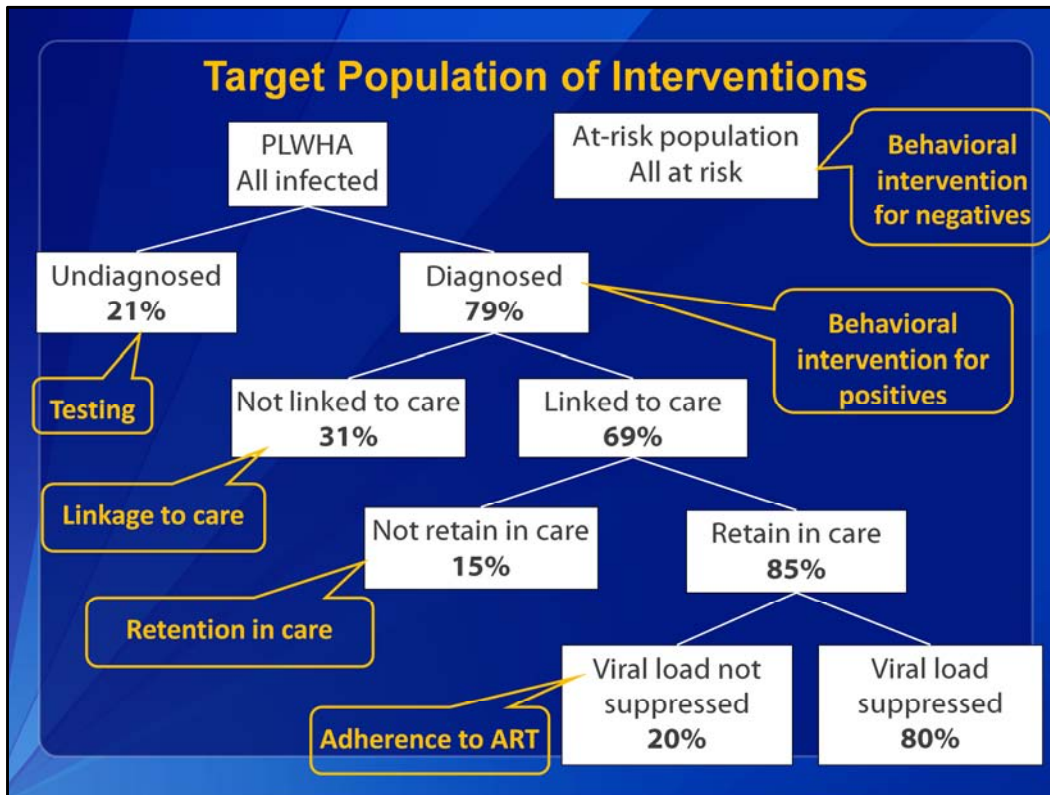 Target Population of Interventions
PLWHA
All infected
At-risk population
All at risk
Behavioral
intervention
for negatives
Undiagnosed
21%
Diagnosed
79%
Behavioral
intervention for
positives
Testing
Not linked to care
31%
Linked to care
69%
Linkage to care
Not retain in care
15%
Retain in care
85%
Retention in care
Viral load not
suppressed
20%
Viral load
suppressed
80%
Adherence to ART